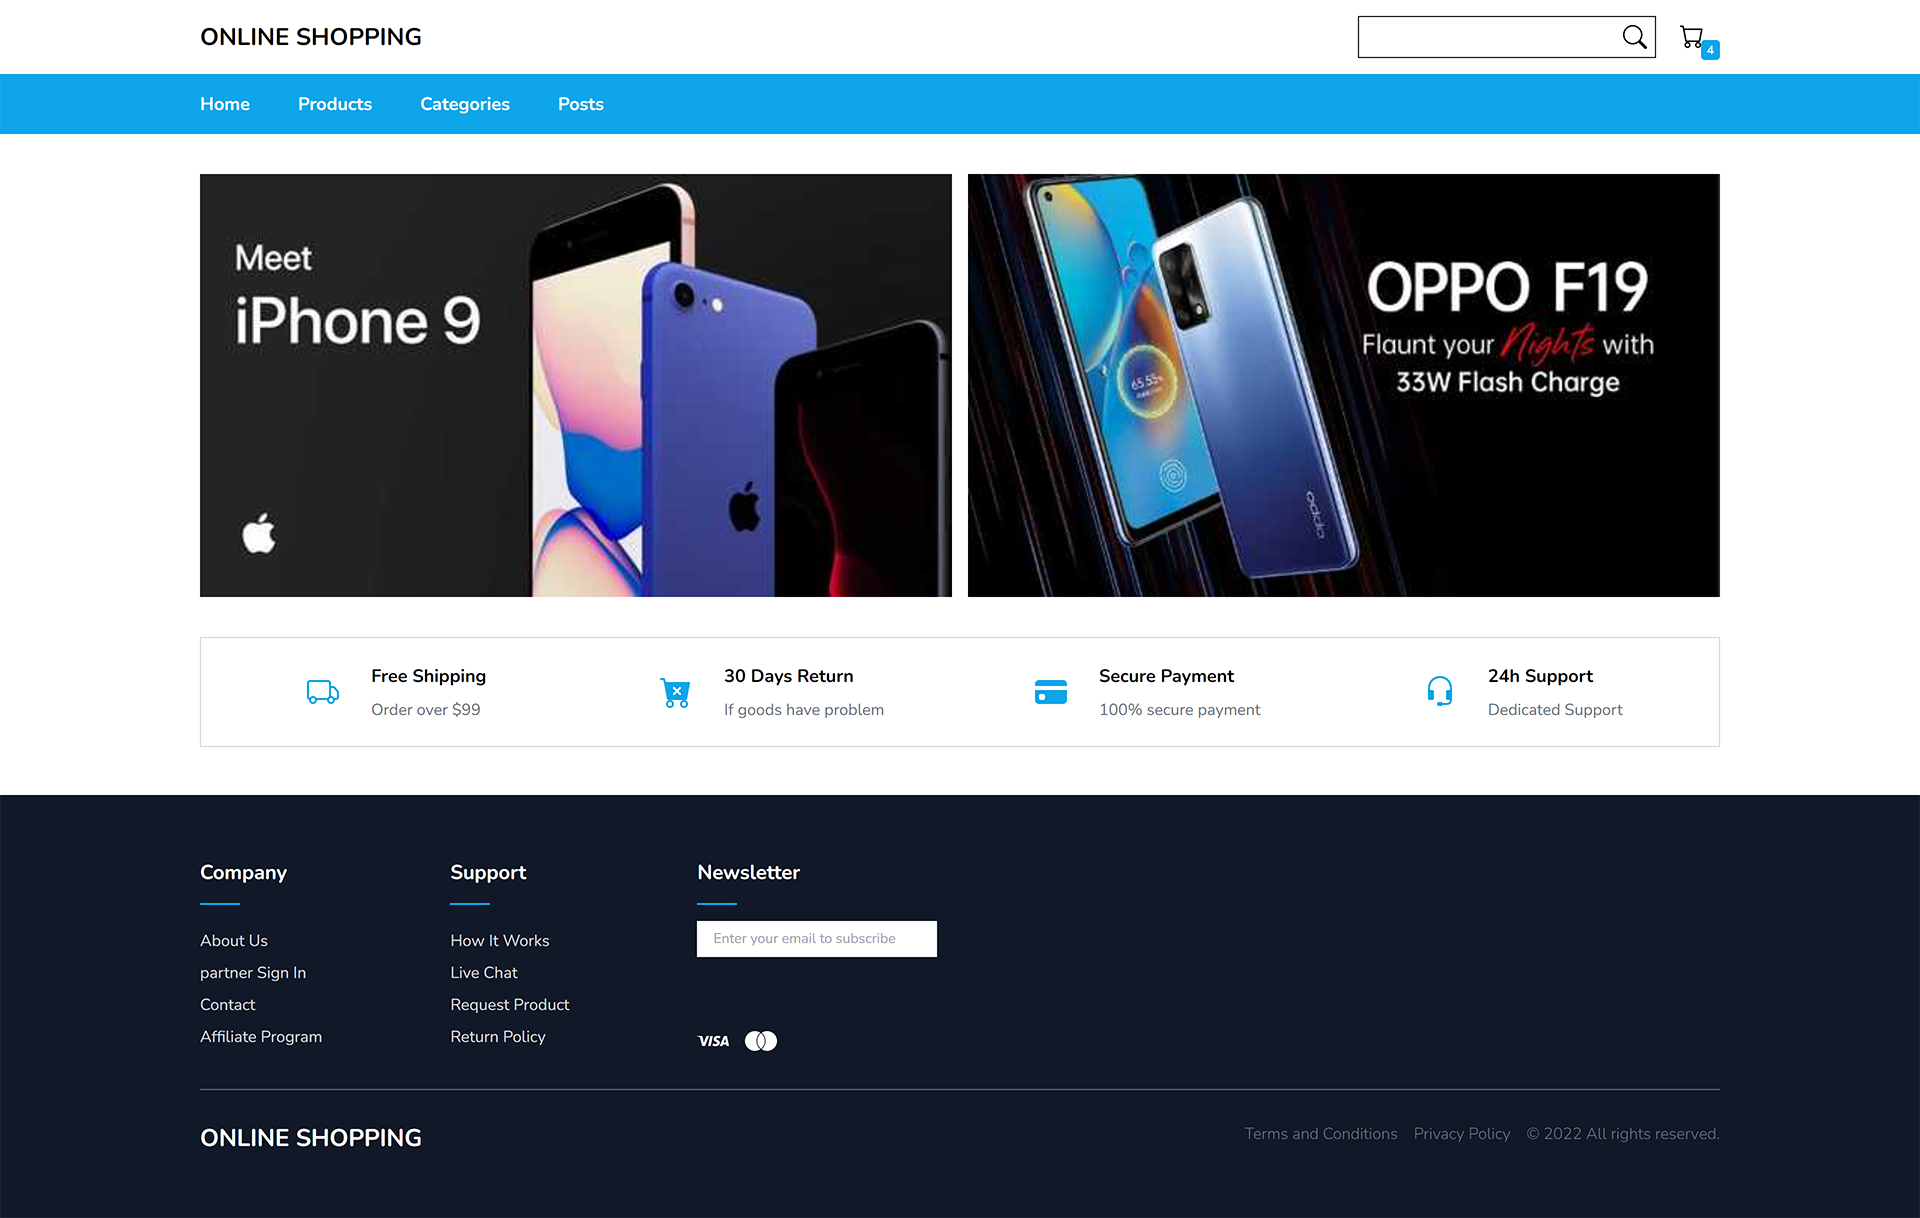 ONLINE SHOPPING
4
Home Products Categories Posts
Meet
iPhone 9
OPPO F19
Flaunt your Nights with
33W Flash Charge
65.55%
oppo
Free Shipping
Order over $99
30 Days Return
If goods have problem
Secure Payment
100% secure payment
24h Support
Dedicated Support
Company
About Us
partner Sign In
Contact
Affiliate Program
Support
How It Works
Live Chat
Request Product
Return Policy
Newsletter
Enter your email to subscribe
VISA
ONLINE SHOPPING
Terms and Conditions Privacy Policy © 2022 All rights reserved.